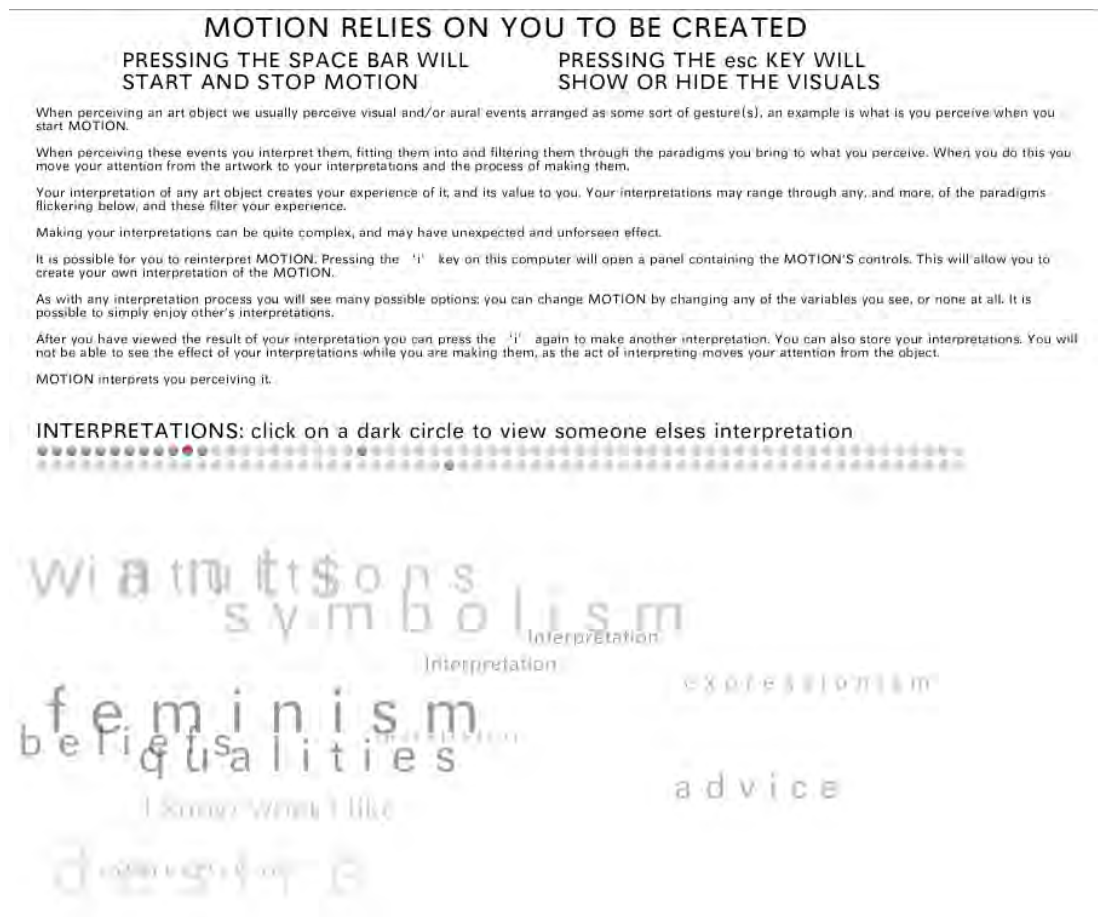 MOTION RELIES ON YOU TO BE CREATED
PRESSING THE SPACE BAR WILL
START AND STOP MOTION
PRESSING THE esc KEY WILL
SHOW OR HIDE THE VISUALS
When perceiving an art object we usually perceive visual and/or aural events arranged as some sort of gesture(s), an example is what is you perceive when you
start MOTION.
When perceiving these events you interpret them, fitting them into and filtering them through the paradigms you bring to what you perceive. When you do this you
move your attention from the artwork to your interpretations and the process of making them.
Your interpretation of any art object creates your experience of it, and its value to you. Your interpretations may range through any, and more, of the paradigms
flickering below, and these filter your experience.
Making your interpretations can be quite complex, and may have unexpected and unforseen effect.
It is possible for you to reinterpret MOTION. Pressing the 'i' key on this computer will open a panel containing the MOTION'S controls. This will allow you to
create your own interpretation of the MOTION.
As with any interpretation process you will see many possible options: you can change MOTION by changing any of the variables you see, or none at all. It is
possible to simply enjoy other's interpretations.
After you have viewed the result of your interpretation you can press the 'i' again to make another interpretation. You can also store your interpretations. You will
not be able to see the effect of your interpretations while you are making them, as the act of interpreting moves your attention from the object.
MOTION interprets you perceiving it.
INTERPRETATIONS: click on a dark circle to view someone elses interpretation
symbolism
Interpretation
Interpretation
expressionism
feminism
beliefs
qualities
advice
I know what I like
desire